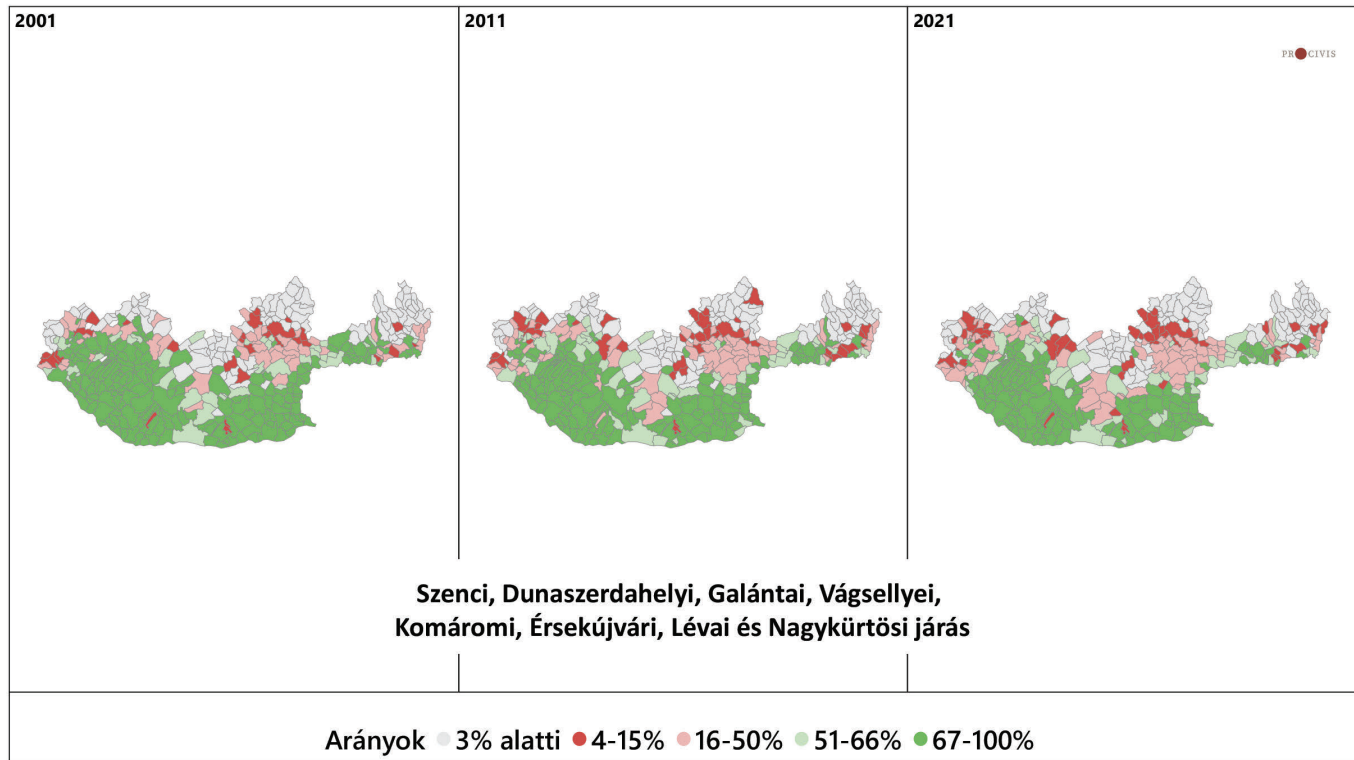 2001
2011
2021
PROCIVIS
Szenci, Dunaszerdahelyi, Galántai, Vágsellyei,
Komáromi, Érsekújvári, Lévai és Nagykürtösi járás
Arányok 3% alatti 4-15% 16-50% 51-66% 67-100%